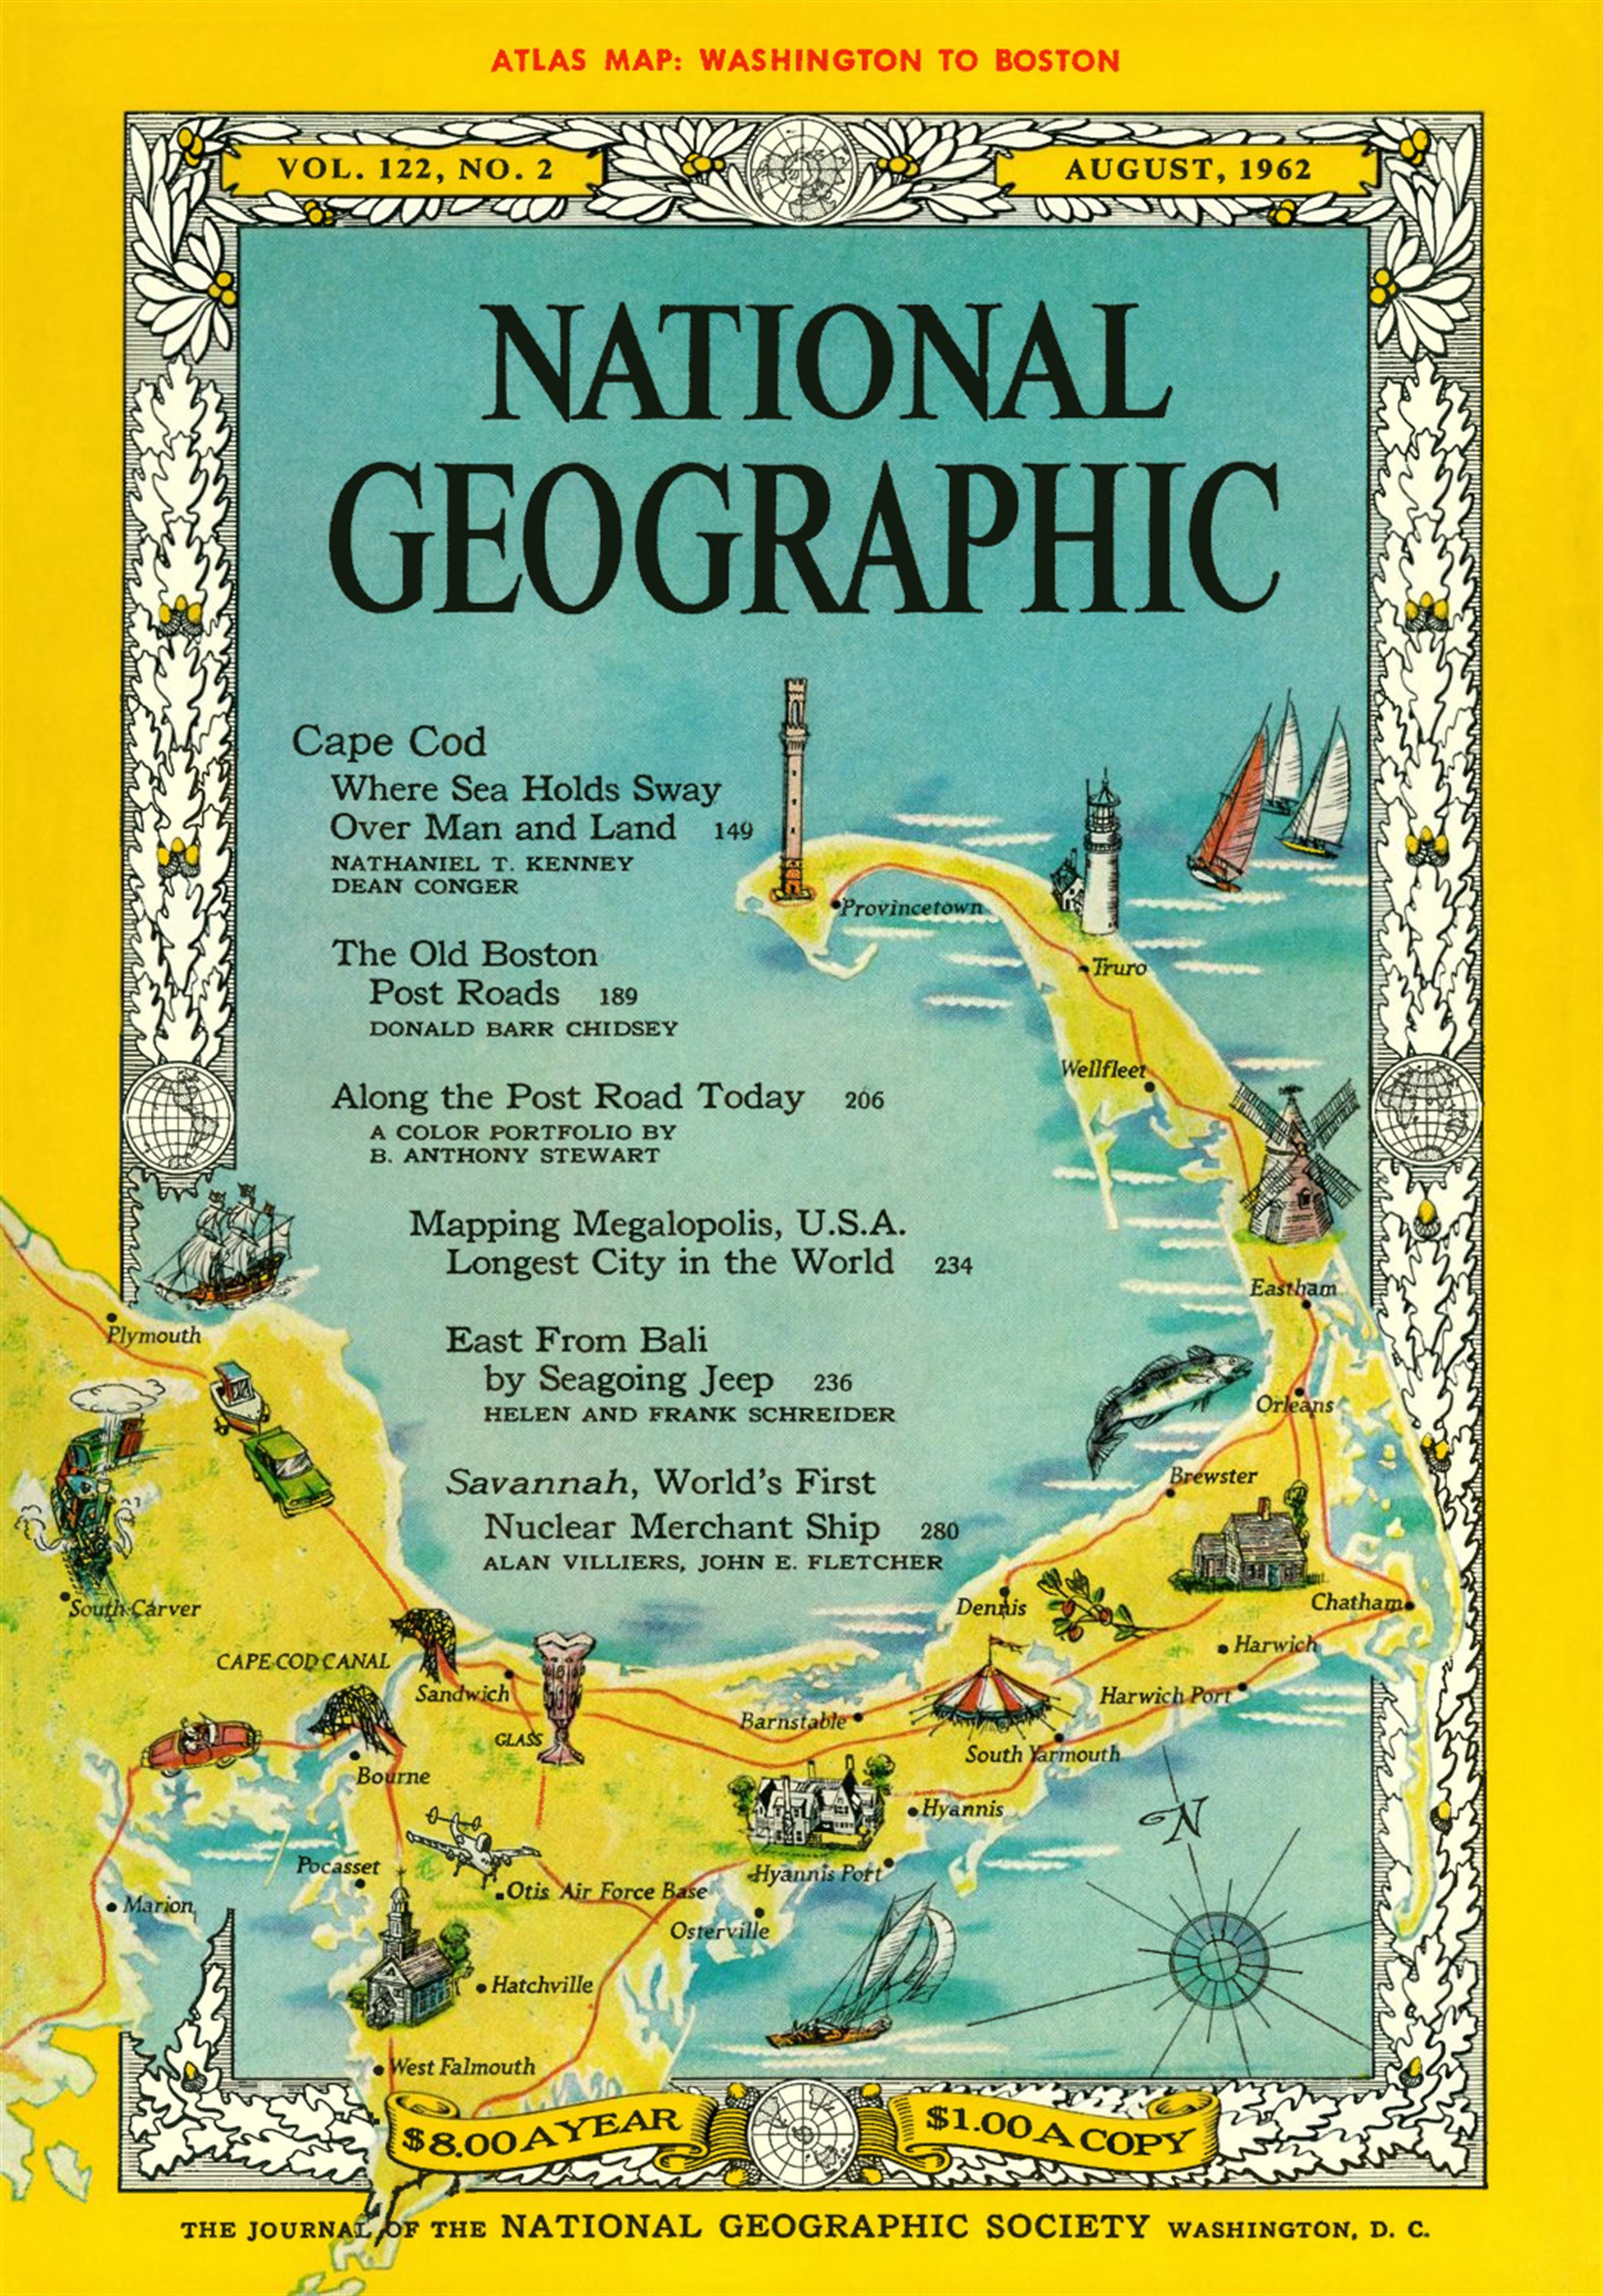 ATLAS MAP: WASHINGTON TO BOSTON
VOL. 122, NO. 2
AUGUST, 1962
NATIONAL
GEOGRAPHIC
Cape Cod
Where Sea Holds Sway
Over Man and Land 149
NATHANIEL T. KENNEY
DEAN CONGER
The Old Boston
Post Roads 189
DONALD BARR CHIDSEY
Along the Post Road Today 206
A COLOR PORTFOLIO BY
B. ANTHONY STEWART
Mapping Megalopolis, U.S.A.
Longest City in the World 234
East From Bali
by Seagoing Jeep 236
HELEN AND FRANK SCHREIDER
Savannah, World's First
Nuclear Merchant Ship 280
ALAN VILLIERS, JOHN E. FLETCHER
Provincetown
Truro
Wellfleet
Eastham
Plymouth
Orleans
Brewster
South Carver
Dennis
Chatham
Harwich
CAPE COD CANAL
Sandwich
Harwich Port
Barnstable
GLASS
South Yarmouth
Bourne
Hyannis
N
Pocasset
Hyannis Port
Otis Air Force Base
Marion
Osterville
Hatchville
West Falmouth
$8.00 A YEAR
$1.00 A COPY
THE JOURNAL OF THE NATIONAL GEOGRAPHIC SOCIETY WASHINGTON, D. C.